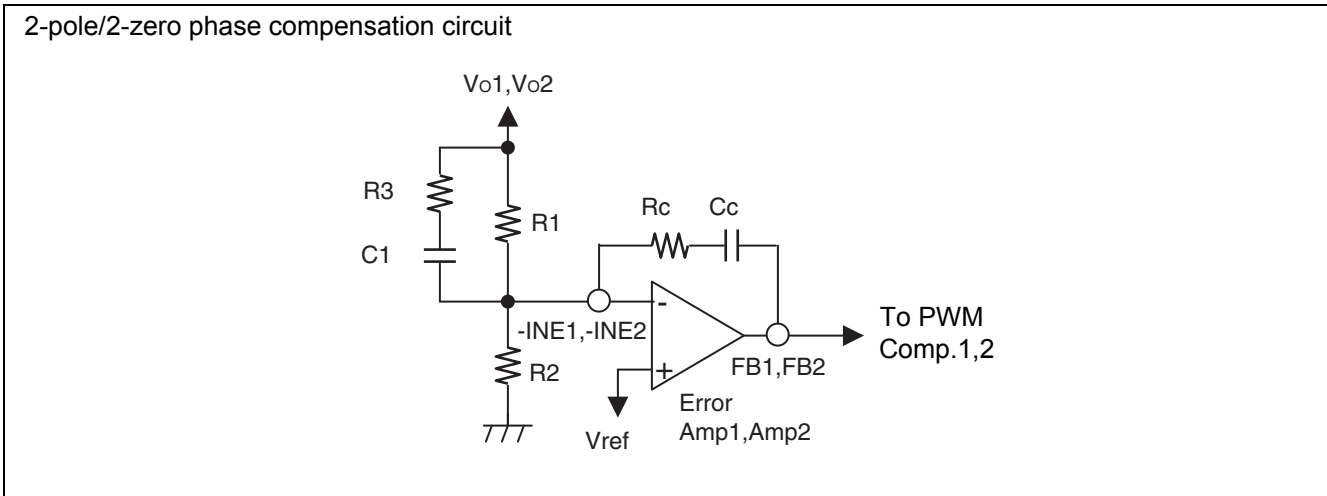 2-pole/2-zero phase compensation circuit
Vo1,Vo2
R3
R1
Rc
Cc
C1
-
-INE1,-INE2
To PWM
Comp.1,2
R2
+
FB1,FB2
Error
Amp1,Amp2
Vref